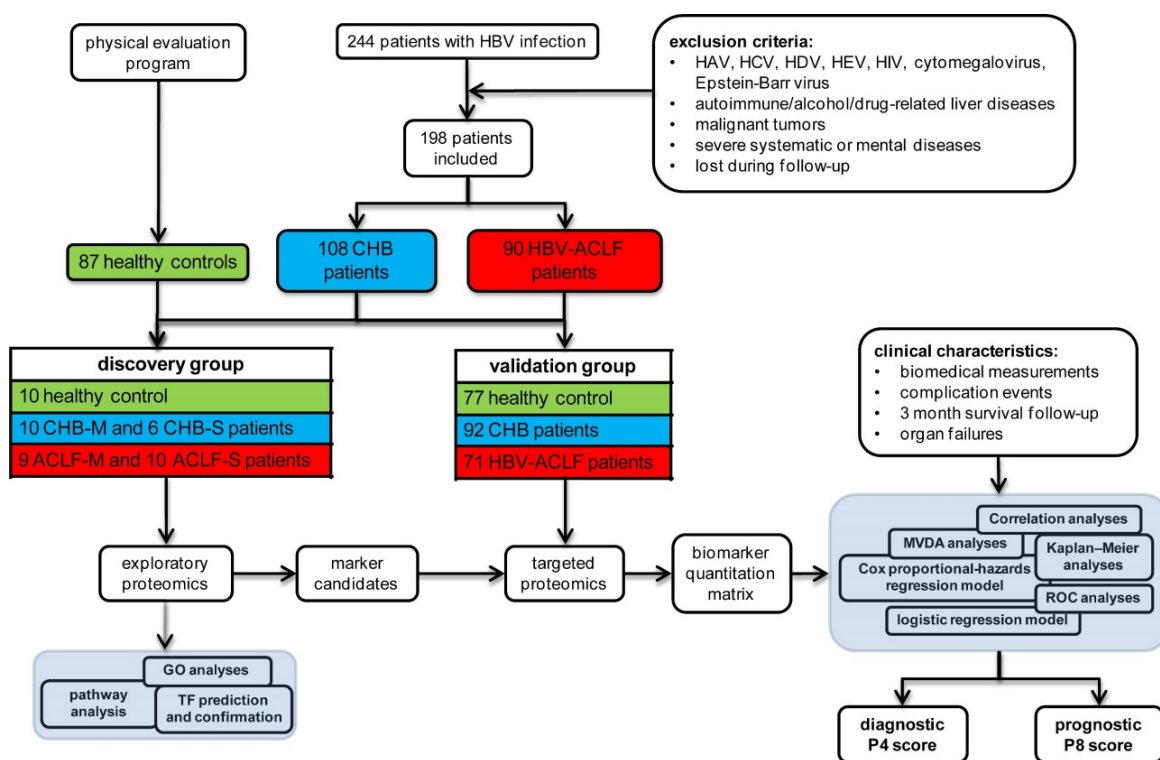 physical evaluation
program
244 patients with HBV infection
exclusion criteria:
• HAV, HCV, HDV, HEV, HIV, cytomegalovirus,
Epstein-Barr virus
• autoimmune/alcohol/drug-related liver diseases
• malignant tumors
• severe systematic or mental diseases
• lost during follow-up
198 patients
included
87 healthy controls
108 CHB
patients
90 HBV-ACLF
patients
discovery group
10 healthy control
10 CHB-M and 6 CHB-S patients
9 ACLF-M and 10 ACLF-S patients
validation group
77 healthy control
92 CHB patients
71 HBV-ACLF patients
clinical characteristics:
• biomedical measurements
• complication events
• 3 month survival follow-up
• organ failures
exploratory
proteomics
marker
candidates
targeted
proteomics
biomarker
quantitation
matrix
Correlation analyses
MVDA analyses
Kaplan–Meier
analyses
Cox proportional-hazards
regression model
ROC analyses
logistic regression model
GO analyses
pathway
analysis
TF prediction
and confirmation
diagnostic
P4 score
prognostic
P8 score